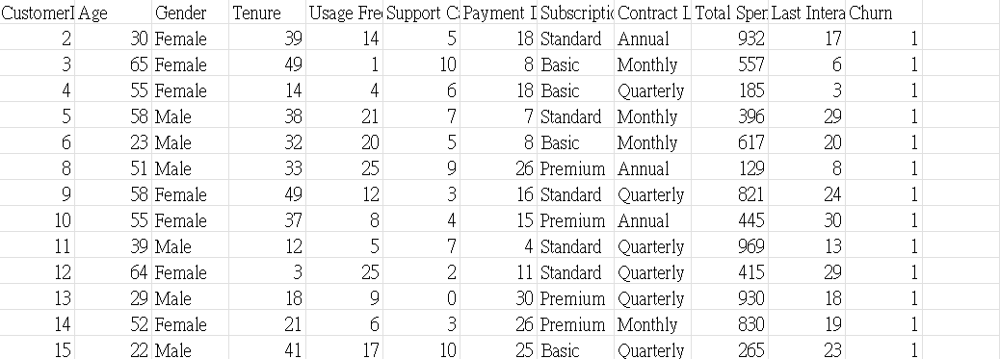 CustomerI Age Gender Tenure Usage Fre Support C Payment D Subscriptio Contract L Total Spen Last Intera Churn
2 30 Female 39 14 5 18 Standard Annual 932 17 1
3 65 Female 49 1 10 8 Basic Monthly 557 6 1
4 55 Female 14 4 6 18 Basic Quarterly 185 3 1
5 58 Male 38 21 7 7 Standard Monthly 396 29 1
6 23 Male 32 20 5 8 Basic Monthly 617 20 1
8 51 Male 33 25 9 26 Premium Annual 129 8 1
9 58 Female 49 12 3 16 Standard Quarterly 821 24 1
10 55 Female 37 8 4 15 Premium Annual 445 30 1
11 39 Male 12 5 7 4 Standard Quarterly 969 13 1
12 64 Female 3 25 2 11 Standard Quarterly 415 29 1
13 29 Male 18 9 0 30 Premium Quarterly 930 18 1
14 52 Female 21 6 3 26 Premium Monthly 830 19 1
15 22 Male 41 17 10 25 Basic Quarterly 265 23 1